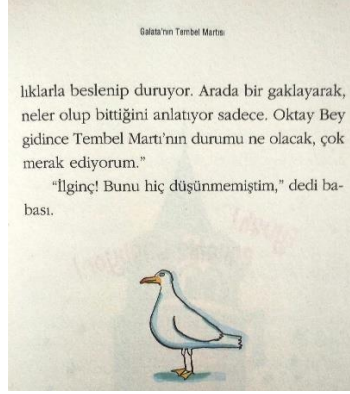 Galata'nın Tembel Martısı
lıklarla beslenip duruyor. Arada bir gaklayarak,
neler olup bittiğini anlatıyor sadece. Oktay Bey
gidince Tembel Martı'nın durumu ne olacak, çok
merak ediyorum."
"İlginç! Bunu hiç düşünmemiştim," dedi ba-
bası.